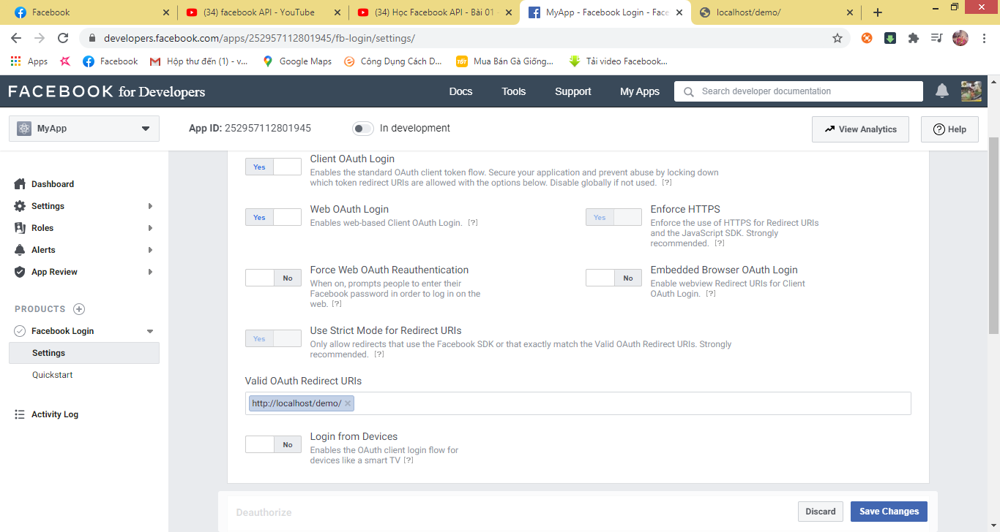 Facebook
(34) facebook API - YouTube
(34) Học Facebook API - Bài 01 -
MyApp - Facebook Login - Face
localhost/demo/
developers.facebook.com/apps/252957112801945/fb-login/settings/
Apps
Facebook
Hộp thư đến (1) - v...
Google Maps
Công Dụng Cách D...
TỐT
Mua Bán Gà Giống...
Tải video Facebook...
FACEBOOK for Developers
Docs
Tools
Support
My Apps
Search developer documentation
MyApp
App ID: 252957112801945
In development
View Analytics
Help
Dashboard
Settings
Roles
Alerts
App Review
PRODUCTS
Facebook Login
Settings
Quickstart
Activity Log
Yes
Client OAuth Login
Enables the standard OAuth client token flow. Secure your application and prevent abuse by locking down
which token redirect URIs are allowed with the options below. Disable globally if not used. [?]
Yes
Web OAuth Login
Enables web-based Client OAuth Login. [?]
Yes
Enforce HTTPS
Enforce the use of HTTPS for Redirect URIs
and the JavaScript SDK. Strongly
recommended. [?]
No
Force Web OAuth Reauthentication
When on, prompts people to enter their
Facebook password in order to log in on the
web. [?]
No
Embedded Browser OAuth Login
Enable webview Redirect URIs for Client
OAuth Login. [?]
Yes
Use Strict Mode for Redirect URIs
Only allow redirects that use the Facebook SDK or that exactly match the Valid OAuth Redirect URIs. Strongly
recommended. [?]
Valid OAuth Redirect URIs
http://localhost/demo/
No
Login from Devices
Enables the OAuth client login flow for
devices like a smart TV [?]
Deauthorize
Discard
Save Changes